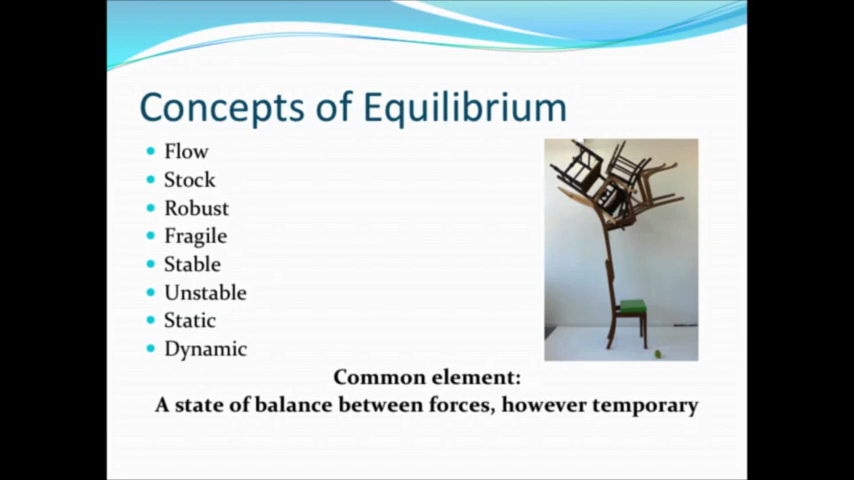 Concepts of Equilibrium
Flow
Stock
Robust
Fragile
Stable
Unstable
Static
Dynamic
Common element:
A state of balance between forces, however temporary